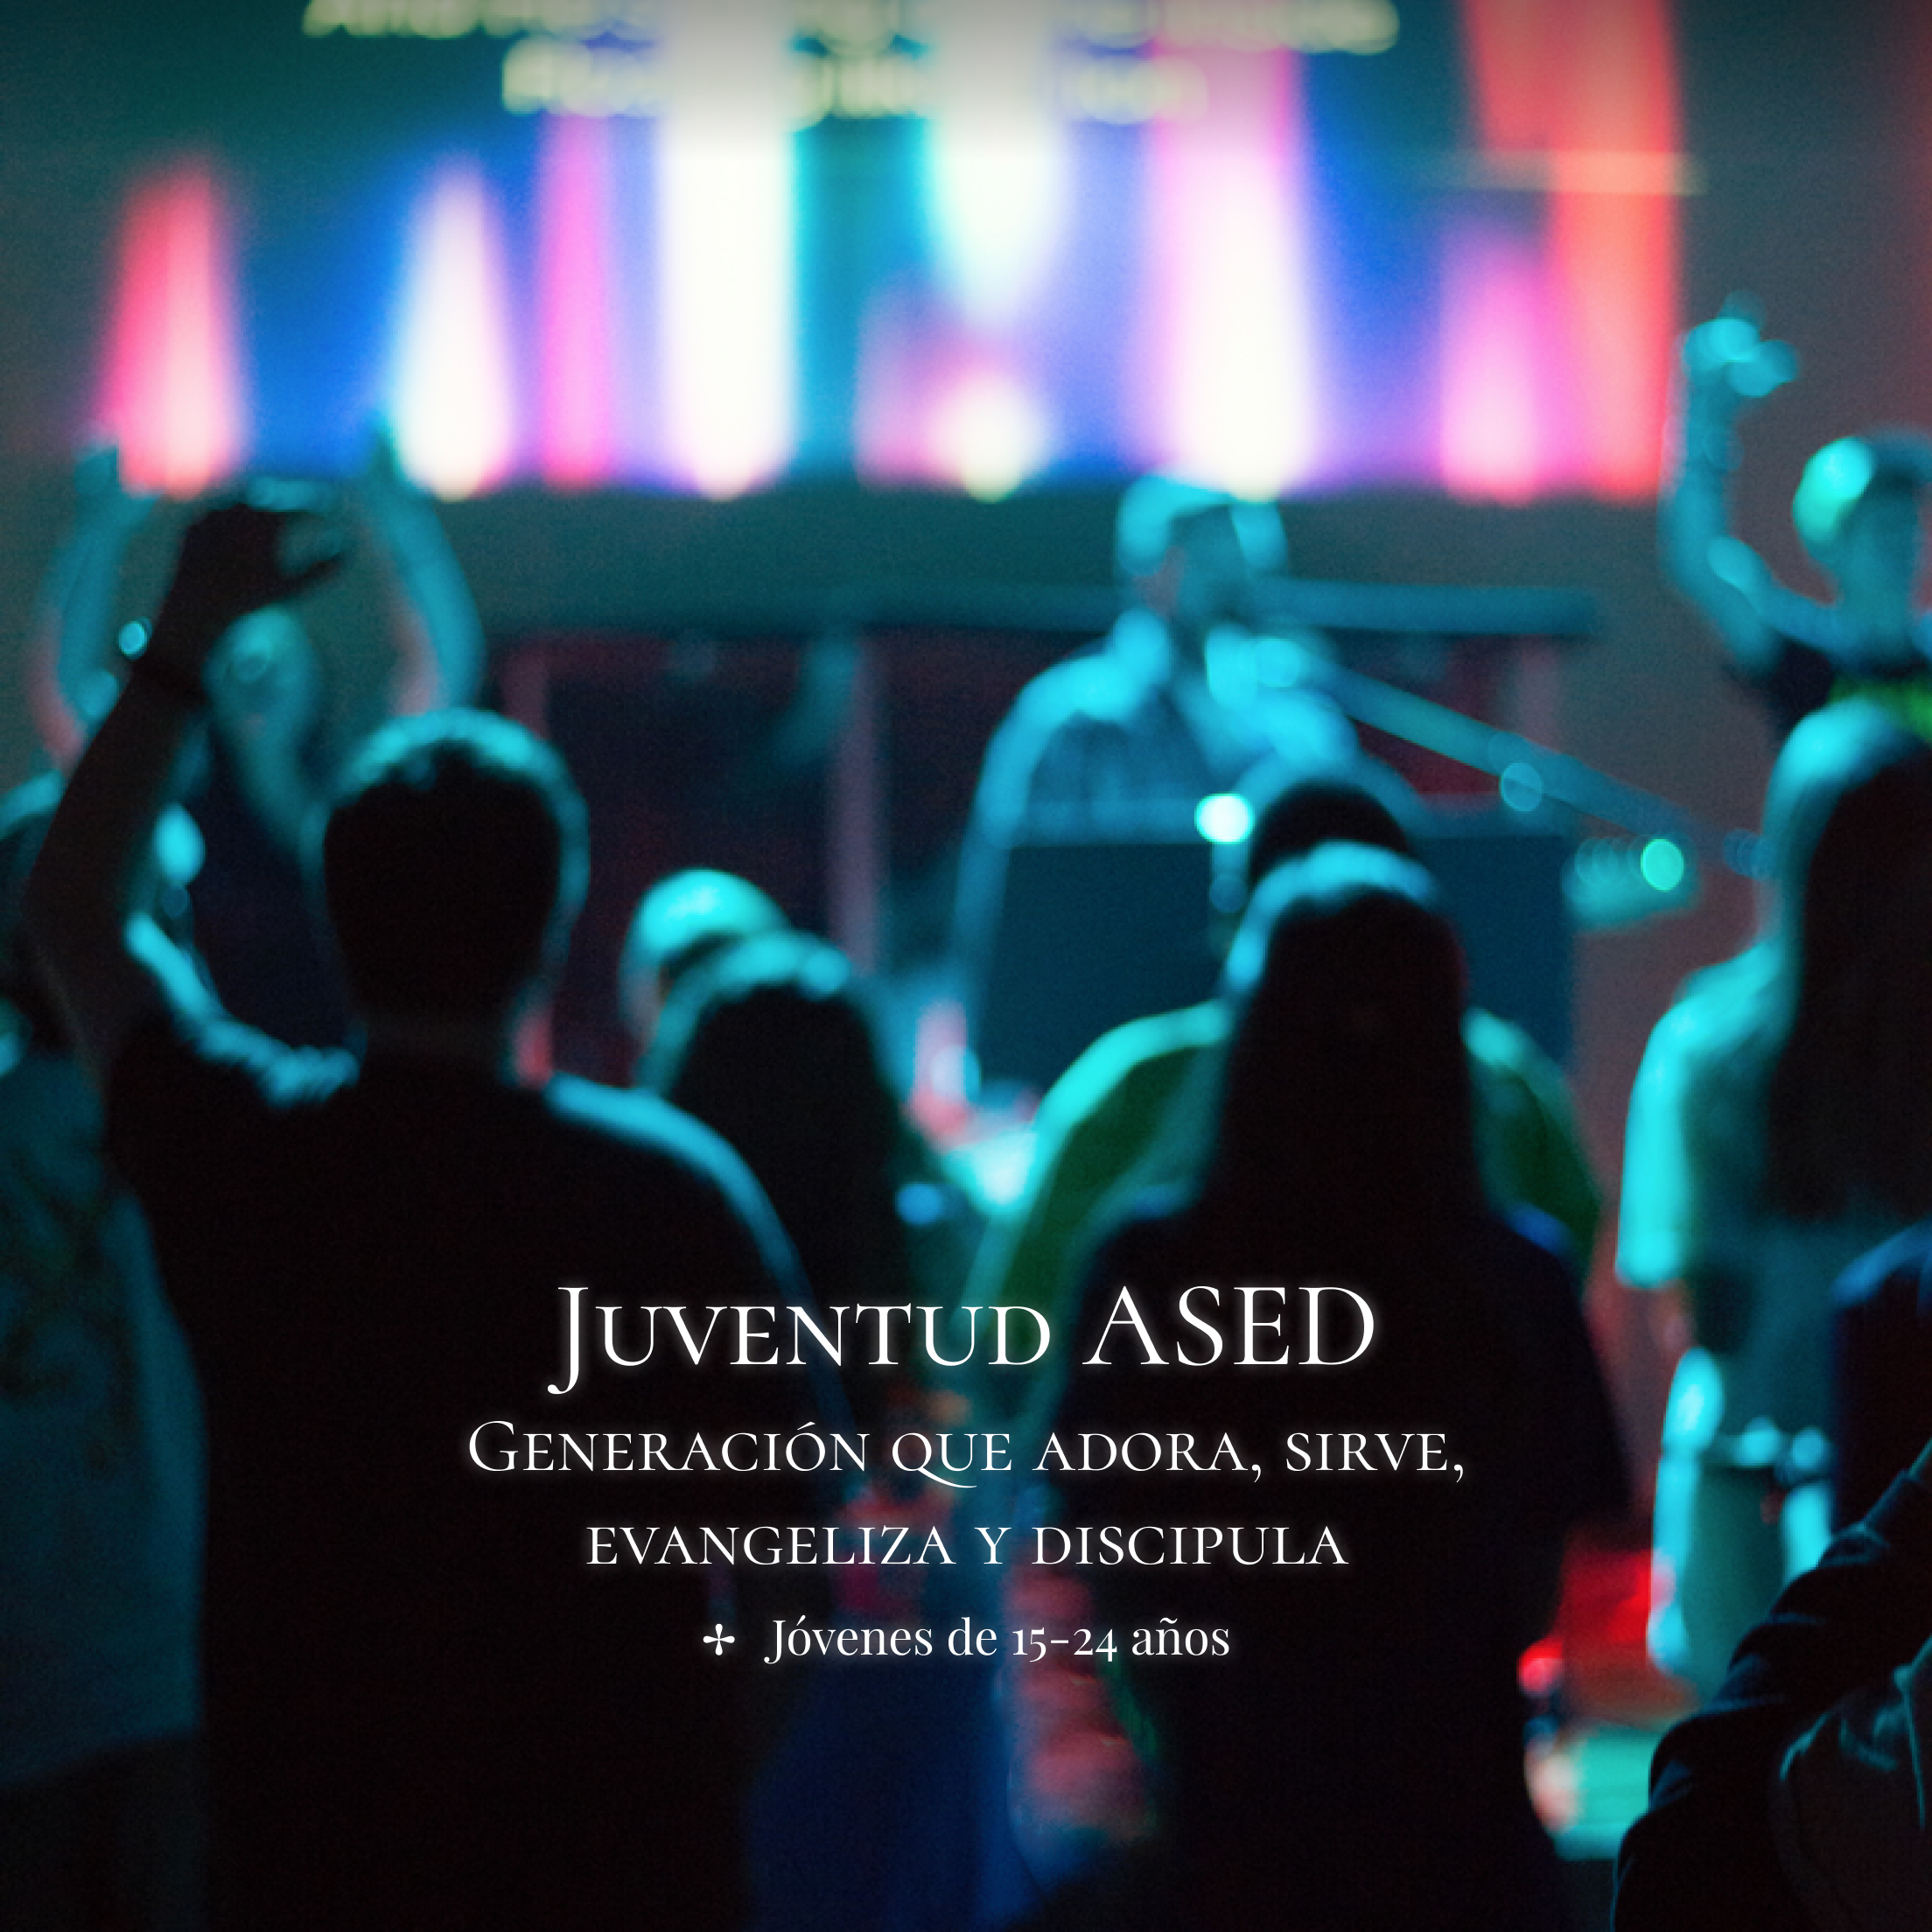 Juventud ASED
Generación que adora, sirve,
evangeliza y discipula
✢ Jóvenes de 15-24 años